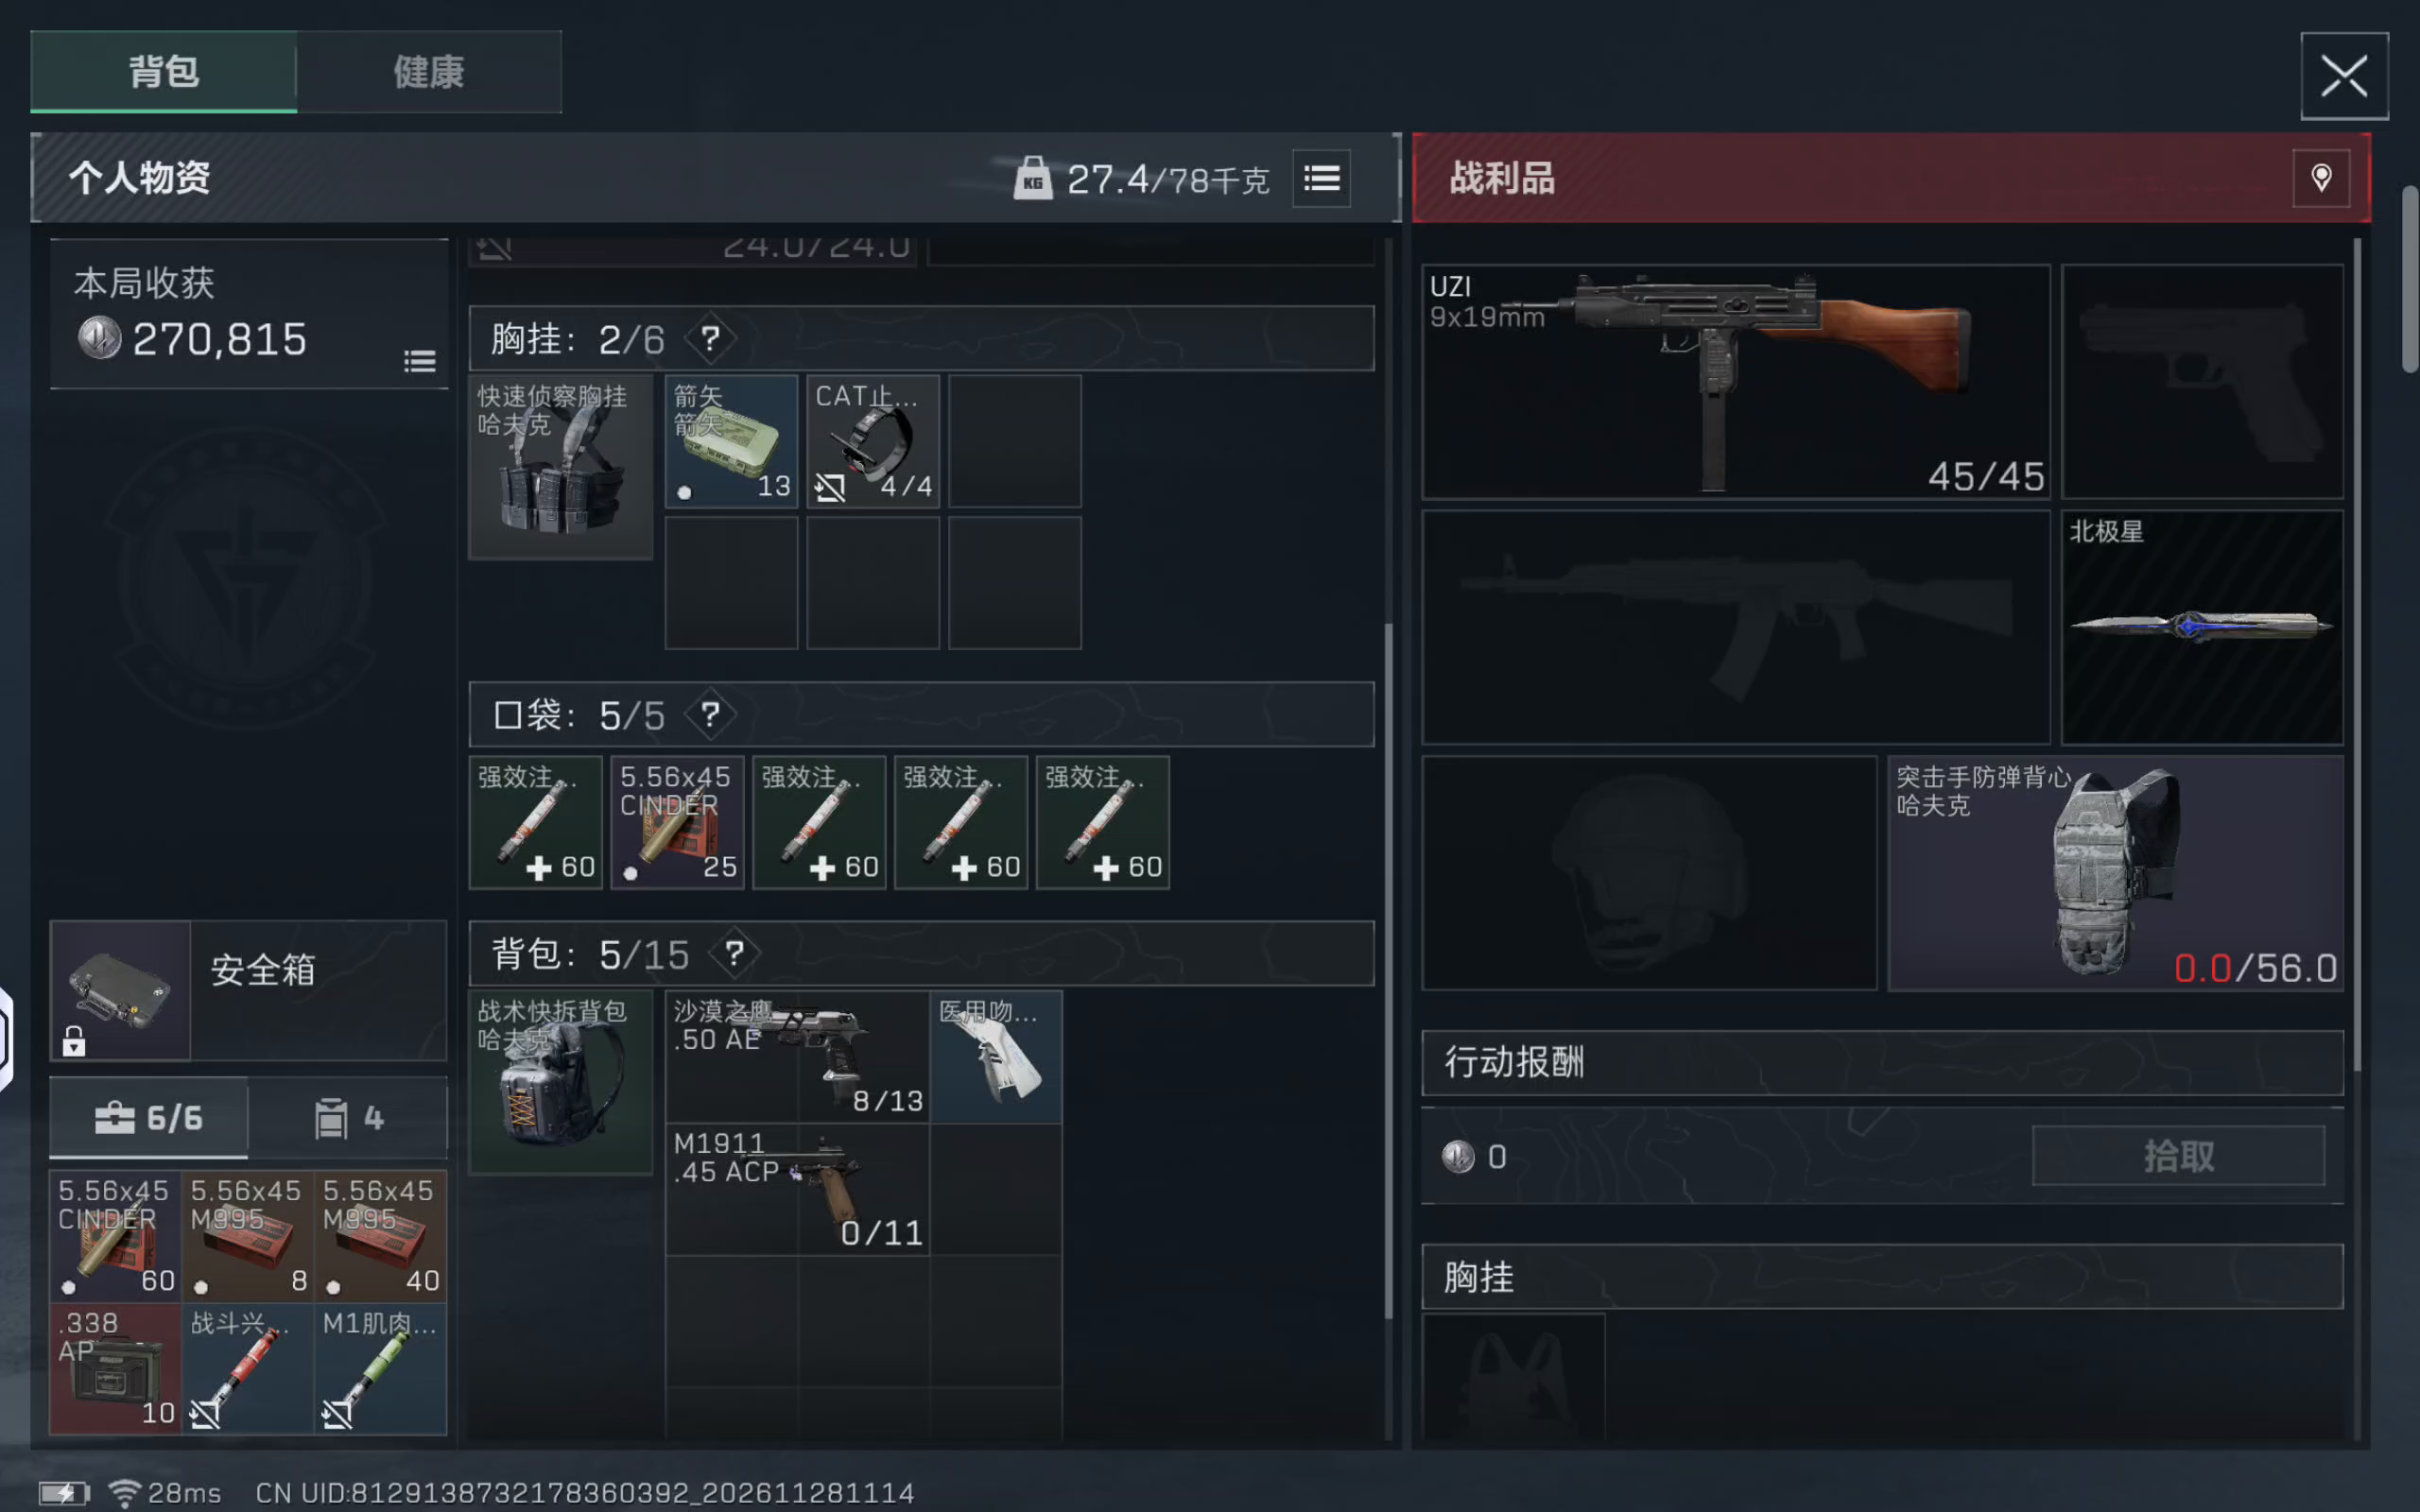 背包
健康
个人物资
KG
27.4/78千克
战利品
本局收获
270,815
24.0/24.0
胸挂: 2/6 ?
快速侦察胸挂
哈夫克
箭矢
箭矢
13
CAT止...
4/4
口袋: 5/5 ?
强效注...
60
5.56x45
CINDER
25
强效注...
60
强效注...
60
强效注...
60
背包: 5/15 ?
战术快拆背包
哈夫克
沙漠之鹰
.50 AE
8/13
医用吻...
M1911
.45 ACP
0/11
安全箱
6/6
4
5.56x45
CINDER
60
5.56x45
M995
8
5.56x45
M995
40
.338
AP
10
战斗兴...
M1肌肉...
UZI
9x19mm
45/45
北极星
突击手防弹背心
哈夫克
0.0/56.0
行动报酬
0
拾取
胸挂
28ms
CN UID:8129138732178360392_202611281114